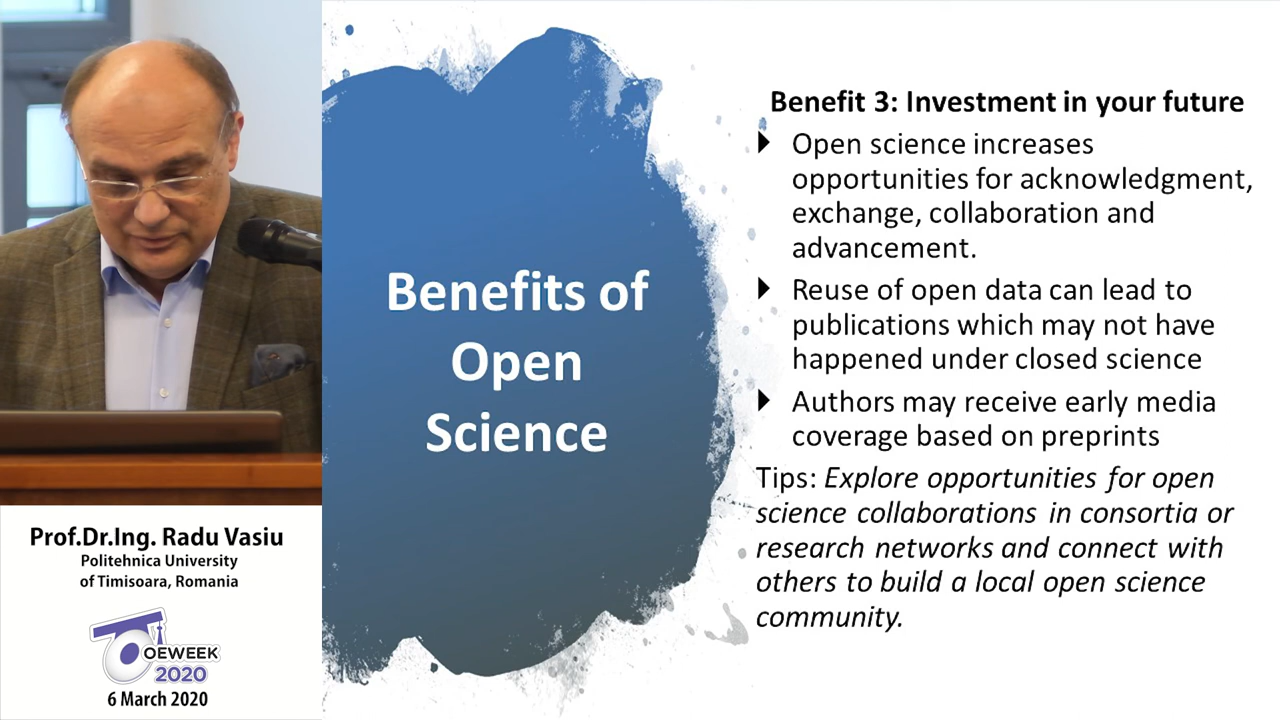 Benefits of
Open
Science
Benefit 3: Investment in your future
Open science increases
opportunities for acknowledgment,
exchange, collaboration and
advancement.
Reuse of open data can lead to
publications which may not have
happened under closed science
Authors may receive early media
coverage based on preprints
Tips: Explore opportunities for open
science collaborations in consortia or
research networks and connect with
others to build a local open science
community.
Prof.Dr.Ing. Radu Vasiu
Politehnica University
of Timisoara, Romania
OEWEEK
2020
6 March 2020